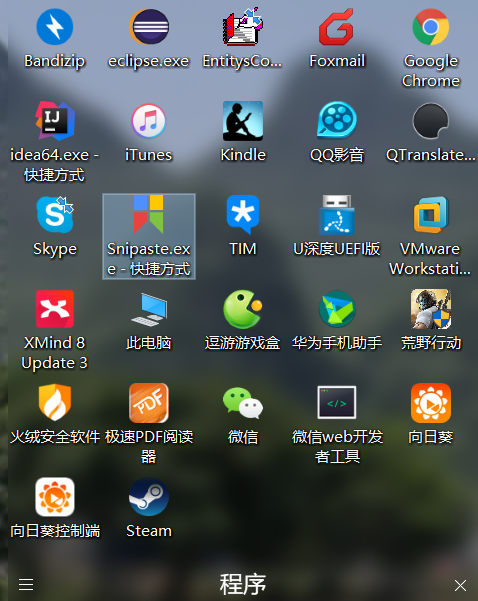 Bandizip
eclipse.exe
EntitysCo...
Foxmail
Google
Chrome
idea64.exe -
快捷方式
iTunes
Kindle
QQ影音
QTranslate...
Skype
Snipaste.ex
e - 快捷方式
TIM
U深度UEFI版
VMware
Workstati...
XMind 8
Update 3
此电脑
逗游游戏盒
华为手机助手
荒野行动
火绒安全软件
PDF
极速PDF阅读
器
微信
</>
微信web开发
者工具
向日葵
向日葵控制端
Steam
程序